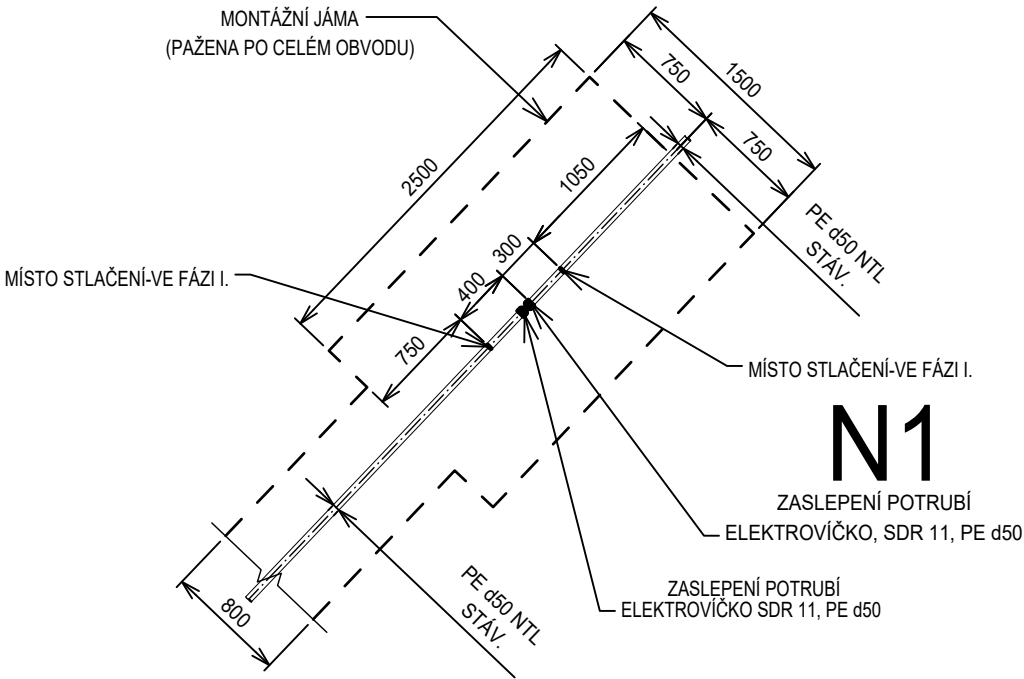 MONTÁŽNÍ JÁMA
(PAŽENA PO CELÉM OBVODU)
1500
750
750
2500
1050
PE d50 NTL
STÁV.
300
400
MÍSTO STLAČENÍ-VE FÁZI I.
750
MÍSTO STLAČENÍ-VE FÁZI I.
N1
ZASLEPENÍ POTRUBÍ
ELEKTROVÍČKO, SDR 11, PE d50
PE d50 NTL
STÁV.
ZASLEPENÍ POTRUBÍ
ELEKTROVÍČKO SDR 11, PE d50
800